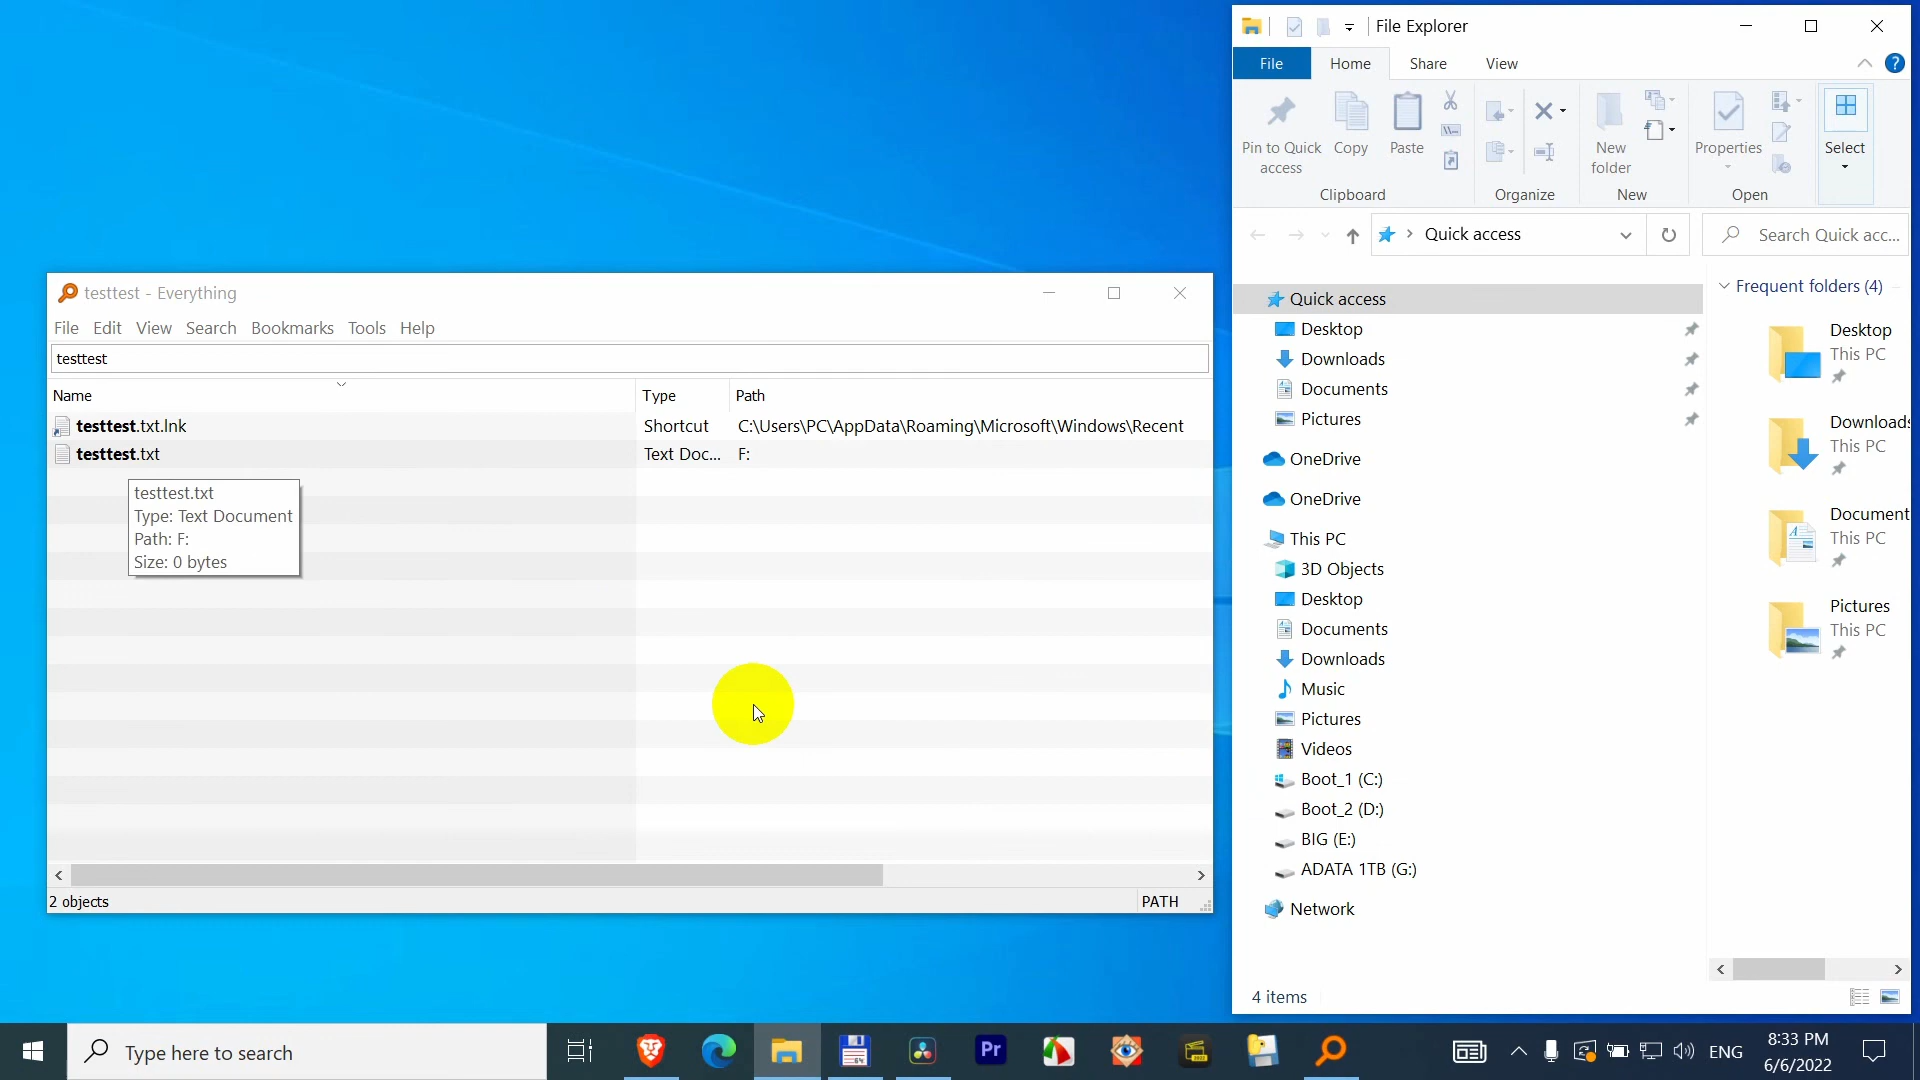 testtest - Everything
File Edit View Search Bookmarks Tools Help
testtest
Name Type Path
testtest.txt.lnk Shortcut C:\Users\PC\AppData\Roaming\Microsoft\Windows\Recent
testtest.txt Text Doc... F:
testtest.txt
Type: Text Document
Path: F:
Size: 0 bytes
2 objects PATH
File Explorer
File Home Share View ?
Pin to Quick access
Copy
Paste
Clipboard
Organize
New folder
New
Properties
Open
Select
Quick access
Search Quick acc...
Quick access
Desktop
Downloads
Documents
Pictures
OneDrive
OneDrive
This PC
3D Objects
Desktop
Documents
Downloads
Music
Pictures
Videos
Boot_1 (C:)
Boot_2 (D:)
BIG (E:)
ADATA 1TB (G:)
Network
Frequent folders (4)
Desktop
This PC
Downloads
This PC
Document
This PC
Pictures
This PC
4 items
Type here to search
Pr
64
ENG
8:33 PM
6/6/2022